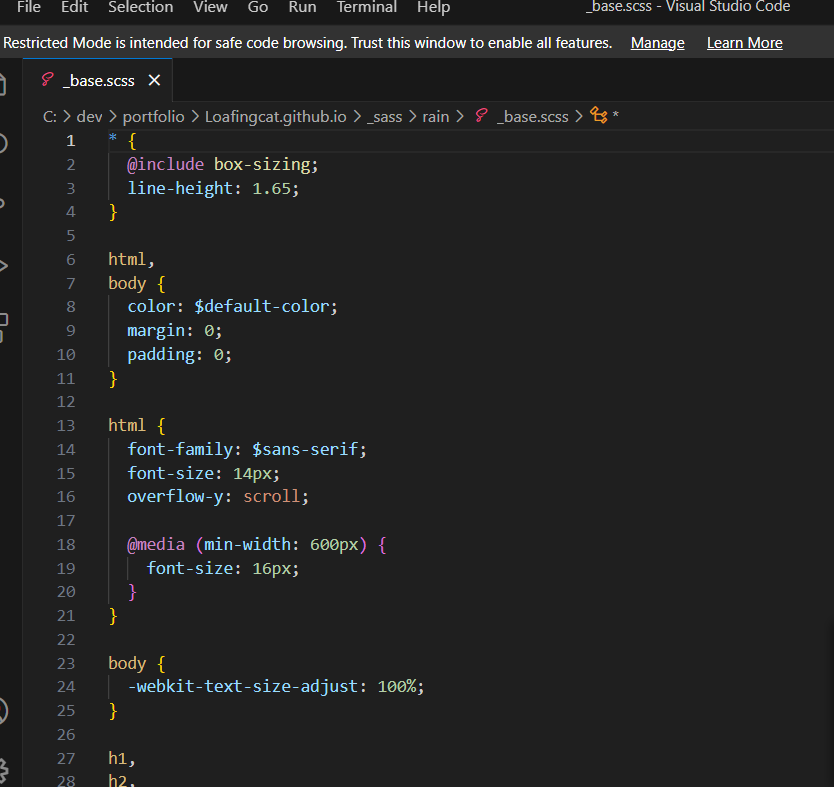 File Edit Selection View Go Run Terminal Help _base.scss - Visual Studio Code
Restricted Mode is intended for safe code browsing. Trust this window to enable all features. Manage Learn More
_base.scss
C: > dev > portfolio > Loafingcat.github.io > _sass > rain > _base.scss > *
1 * {
2   @include box-sizing;
3   line-height: 1.65;
4 }
5
6 html,
7 body {
8   color: $default-color;
9   margin: 0;
10   padding: 0;
11 }
12
13 html {
14   font-family: $sans-serif;
15   font-size: 14px;
16   overflow-y: scroll;
17
18   @media (min-width: 600px) {
19     font-size: 16px;
20   }
21 }
22
23 body {
24   -webkit-text-size-adjust: 100%;
25 }
26
27 h1,
28 h2,